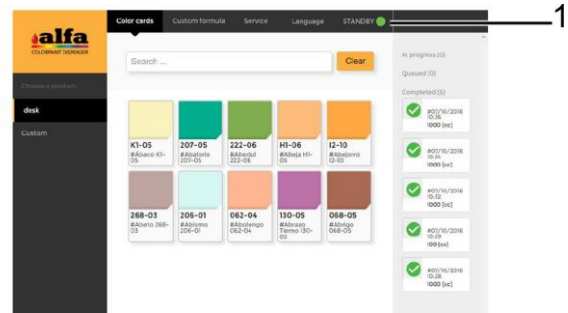 1
alfa
COLORANT DISPENSER
Color cards
Custom formula
Service
Language
STANDBY
Choose a product
desk
Custom
Search ...
Clear
K1-05
#Ábaco K1-
05
207-05
#Abalorio
207-05
222-06
#Abedul
222-06
H1-06
#Abeja H1-
06
I2-10
#Abejorro
I2-10
268-03
#Abeto 268-
03
206-01
#Abismo
206-01
062-04
#Abolengo
062-04
130-05
#Abrazo
Tierno 130-
05
068-05
#Abrigo
068-05
In progress (0)
Queued (0)
Completed (5)
#07/10/2016
10:36
1000 [cc]
#07/10/2016
10:34
1000 [cc]
#07/10/2016
10:32
1000 [cc]
#07/10/2016
10:29
100 [cc]
#07/10/2016
10:28
1000 [cc]